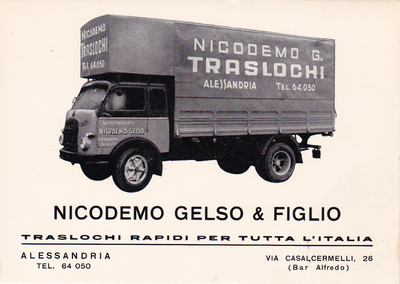 NICODEMO
TRASLOCHI
TEL. 64.050
NICODEMO G.
TRASLOCHI
ALESSANDRIA TEL. 64.050
AUTOTRASPORTI
NICODEMO GELSO
NICODEMO GELSO & FIGLIO
TRASLOCHI RAPIDI PER TUTTA L'ITALIA
ALESSANDRIA
TEL. 64 050
VIA CASALCERMELLI, 26
(Bar Alfredo)